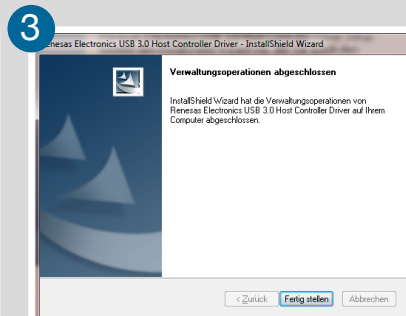 3
Renesas Electronics USB 3.0 Host Controller Driver - InstallShield Wizard
Verwaltungsoperationen abgeschlossen
InstallShield Wizard hat die Verwaltungsoperationen von
Renesas Electronics USB 3.0 Host Controller Driver auf Ihrem
Computer abgeschlossen.
< Zurück Fertig stellen Abbrechen